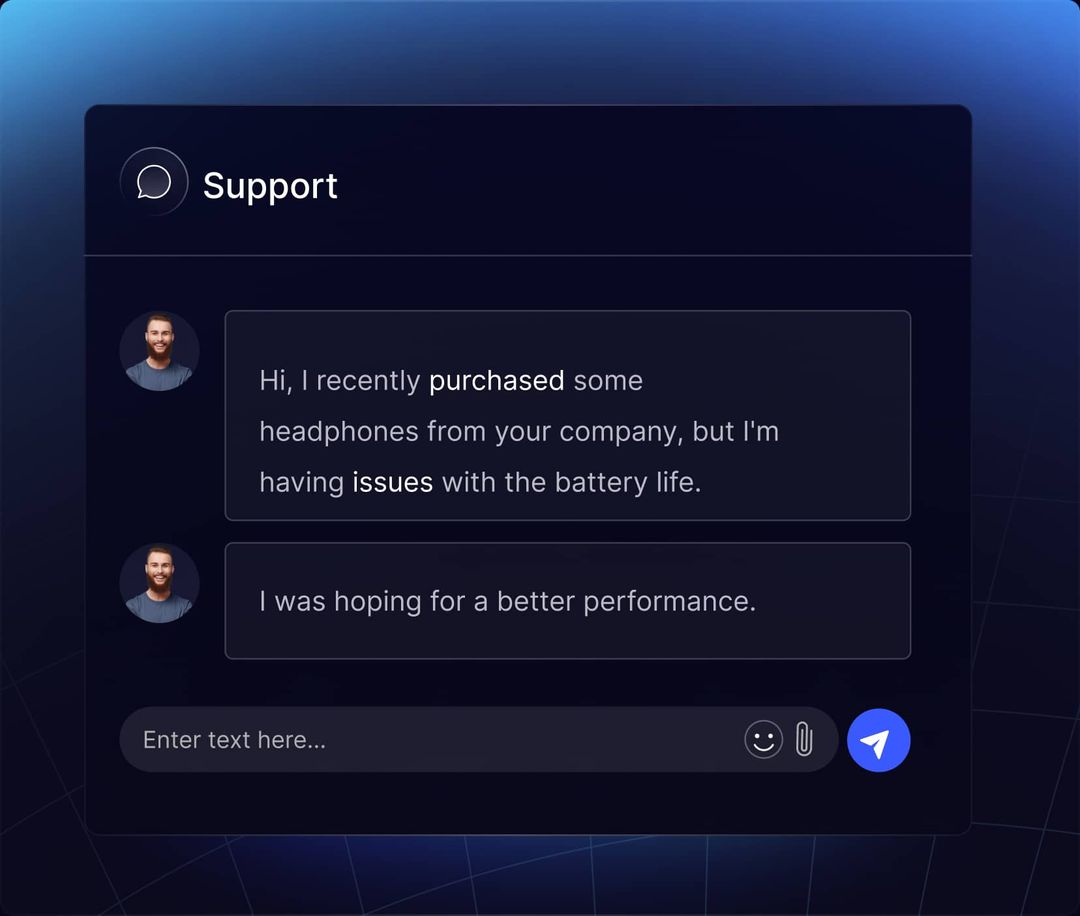 Support
Hi, I recently purchased some
headphones from your company, but I'm
having issues with the battery life.
I was hoping for a better performance.
Enter text here...